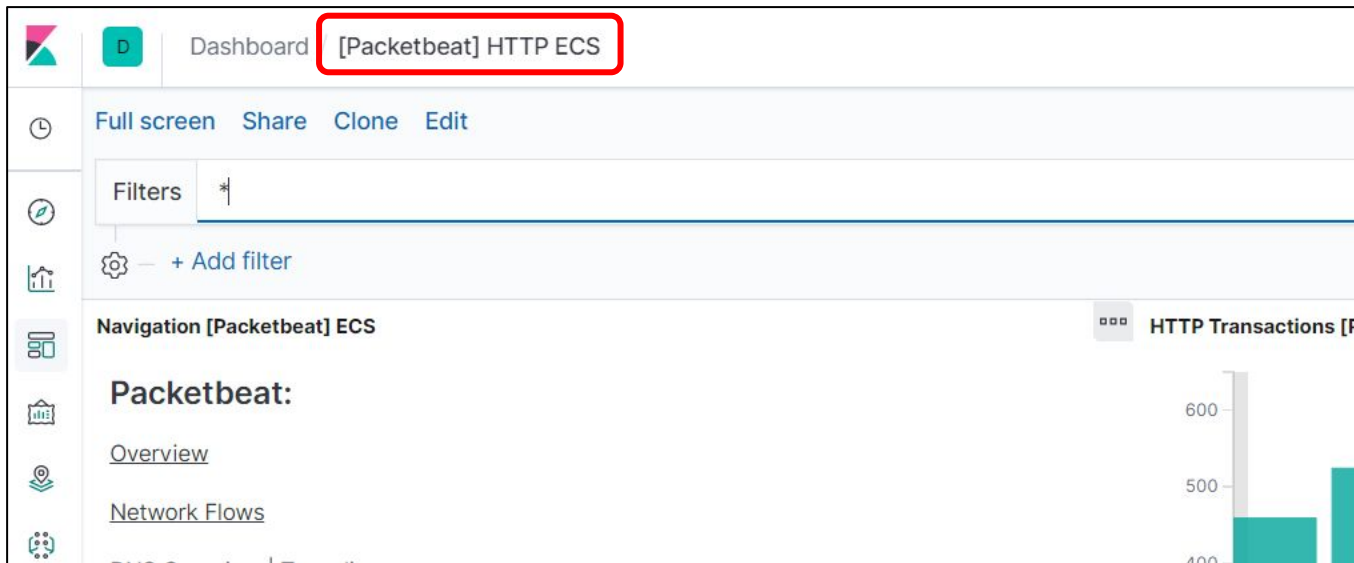 D Dashboard / [Packetbeat] HTTP ECS
Full screen Share Clone Edit
Filters *
+ Add filter
Navigation [Packetbeat] ECS
HTTP Transactions [P
Packetbeat:
Overview
Network Flows
600
500
400